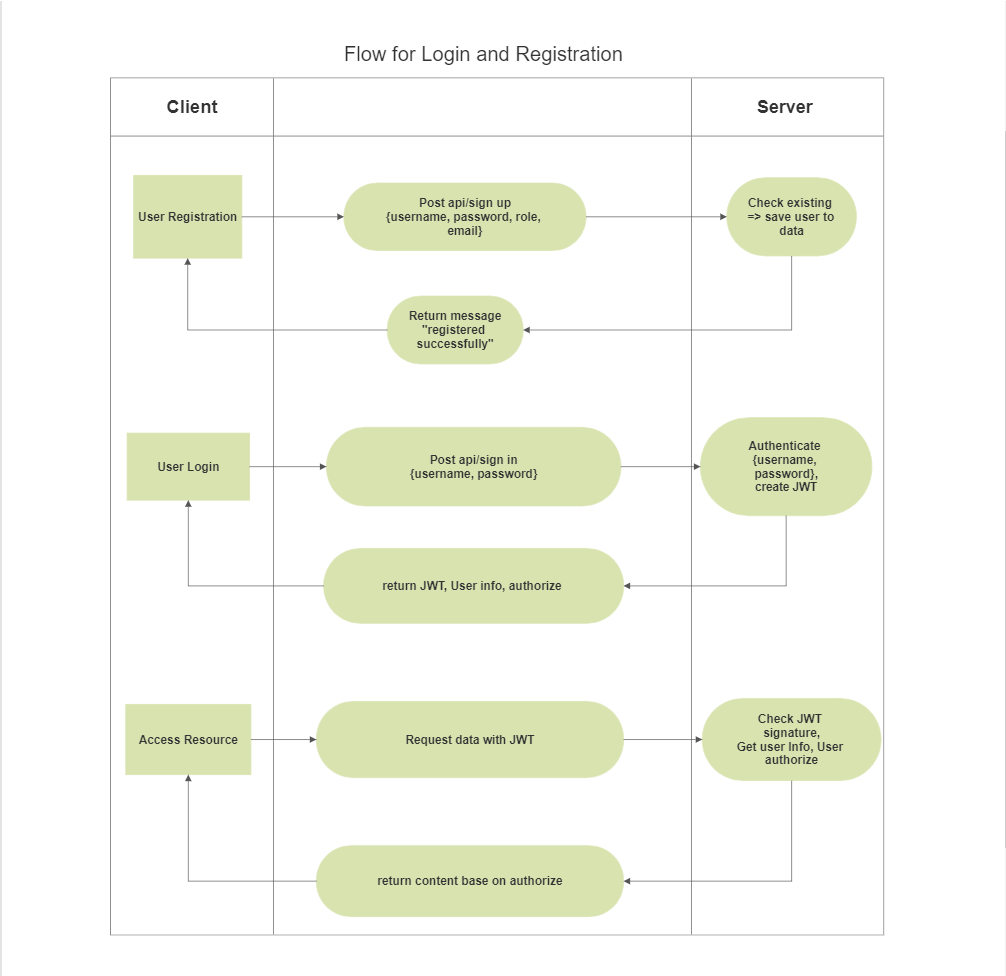 Flow for Login and Registration
Client
Server
User Registration
Post api/sign up
{username, password, role,
email}
Check existing
=> save user to
data
Return message
"registered
successfully"
User Login
Post api/sign in
{username, password}
Authenticate
{username,
password},
create JWT
return JWT, User info, authorize
Access Resource
Request data with JWT
Check JWT
signature,
Get user Info, User
authorize
return content base on authorize